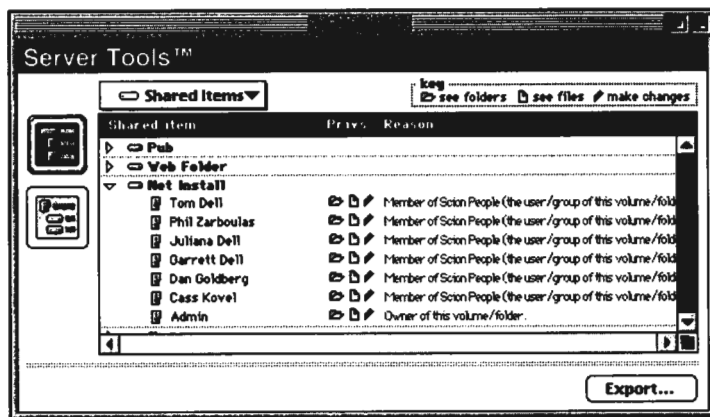 Server Tools™
Shared Items
key
see folders see files make changes
Shared item Privs Reason
Pub
Web Folder
Net Install
Tom Dell Member of Scion People (the user/group of this volume/fold
Phil Zarboulas Member of Scion People (the user/group of this volume/fold
Juliana Dell Member of Scion People (the user/group of this volume/fold
Garrett Dell Member of Scion People (the user/group of this volume/fold
Dan Goldberg Member of Scion People (the user/group of this volume/fold
Cass Kovel Member of Scion People (the user/group of this volume/fold
Admin Owner of this volume/folder.
Export...